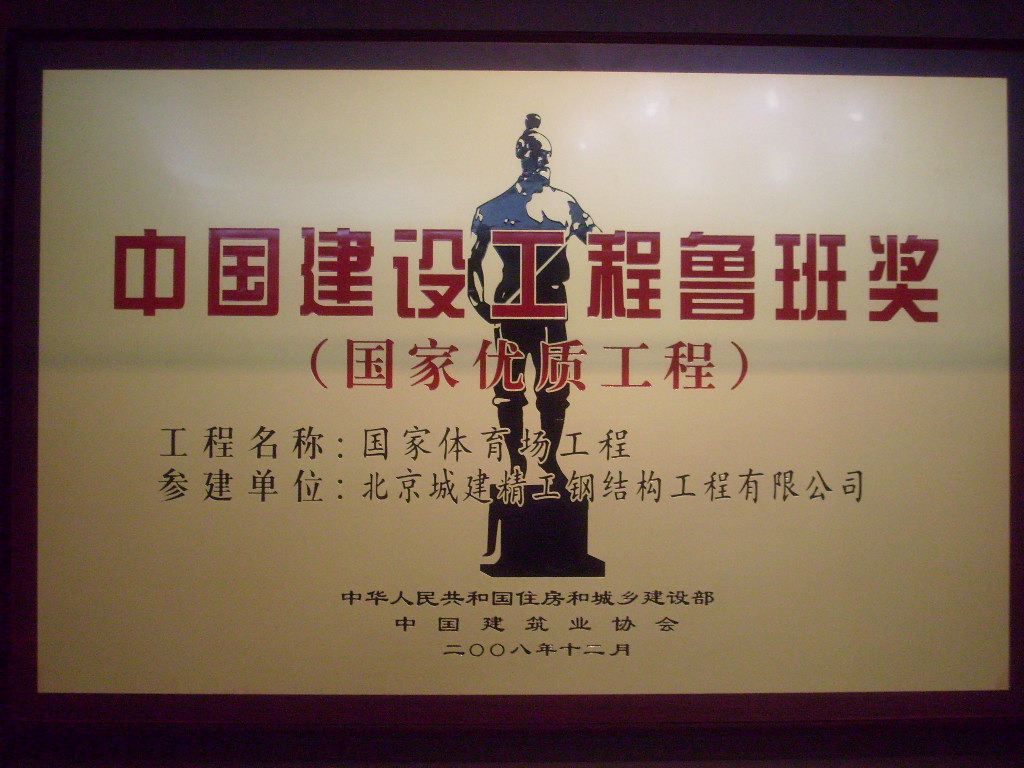 中国建设工程鲁班奖
（国家优质工程）
工程名称：国家体育场工程
参建单位：北京城建精工钢结构工程有限公司
中华人民共和国住房和城乡建设部
中国建筑业协会
二〇〇八年十二月